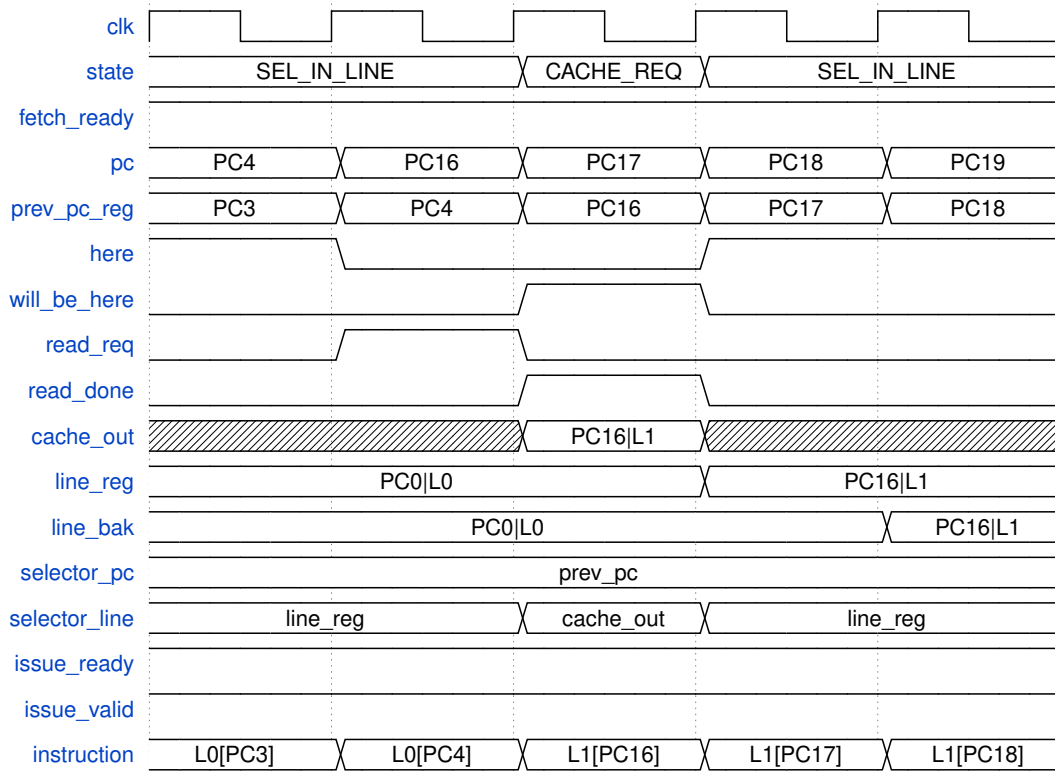 clk
state SEL_IN_LINE CACHE_REQ SEL_IN_LINE
fetch_ready
pc PC4 PC16 PC17 PC18 PC19
prev_pc_reg PC3 PC4 PC16 PC17 PC18
here
will_be_here
read_req
read_done
cache_out PC16|L1
line_reg PC0|L0 PC16|L1
line_bak PC0|L0 PC16|L1
selector_pc prev_pc
selector_line line_reg cache_out line_reg
issue_ready
issue_valid
instruction L0[PC3] L0[PC4] L1[PC16] L1[PC17] L1[PC18]